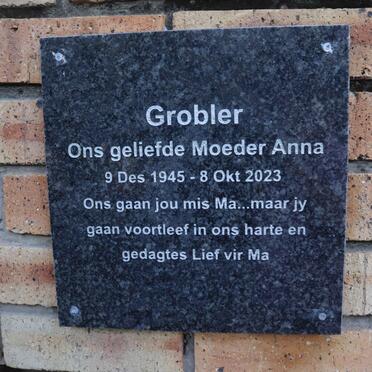 Grobler
Ons geliefde Moeder Anna
9 Des 1945 - 8 Okt 2023
Ons gaan jou mis Ma...maar jy
gaan voortleef in ons harte en
gedagtes Lief vir Ma